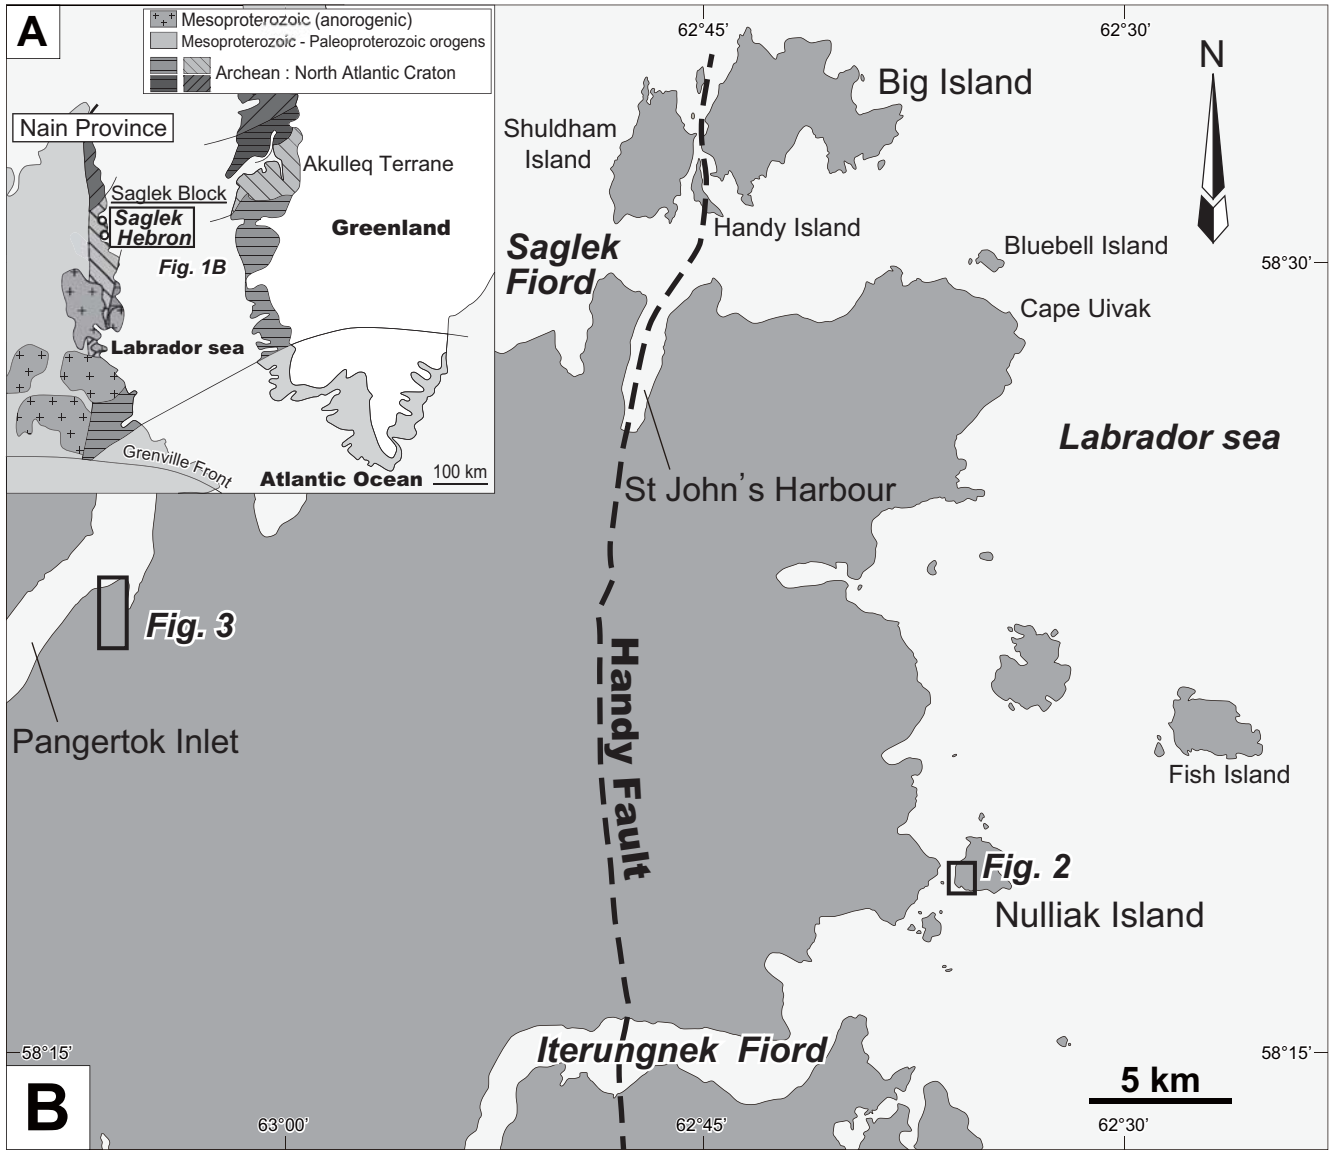 A
Mesoproterozoic (anorogenic)
Mesoproterozoic - Paleoproterozoic orogens
Archean : North Atlantic Craton
Nain Province
Akulleq Terrane
Saglek Block
Saglek
Hebron
Greenland
Fig. 1B
Labrador sea
Grenville Front
Atlantic Ocean
100 km
62°45'
62°30'
N
Big Island
Shuldham
Island
Handy Island
Saglek
Fiord
Bluebell Island
58°30'
Cape Uivak
Labrador sea
St John's Harbour
Fig. 3
Handy Fault
Pangertok Inlet
Fish Island
Fig. 2
Nulliak Island
Iterungnek Fiord
58°15'
58°15'
5 km
B
63°00'
62°45'
62°30'